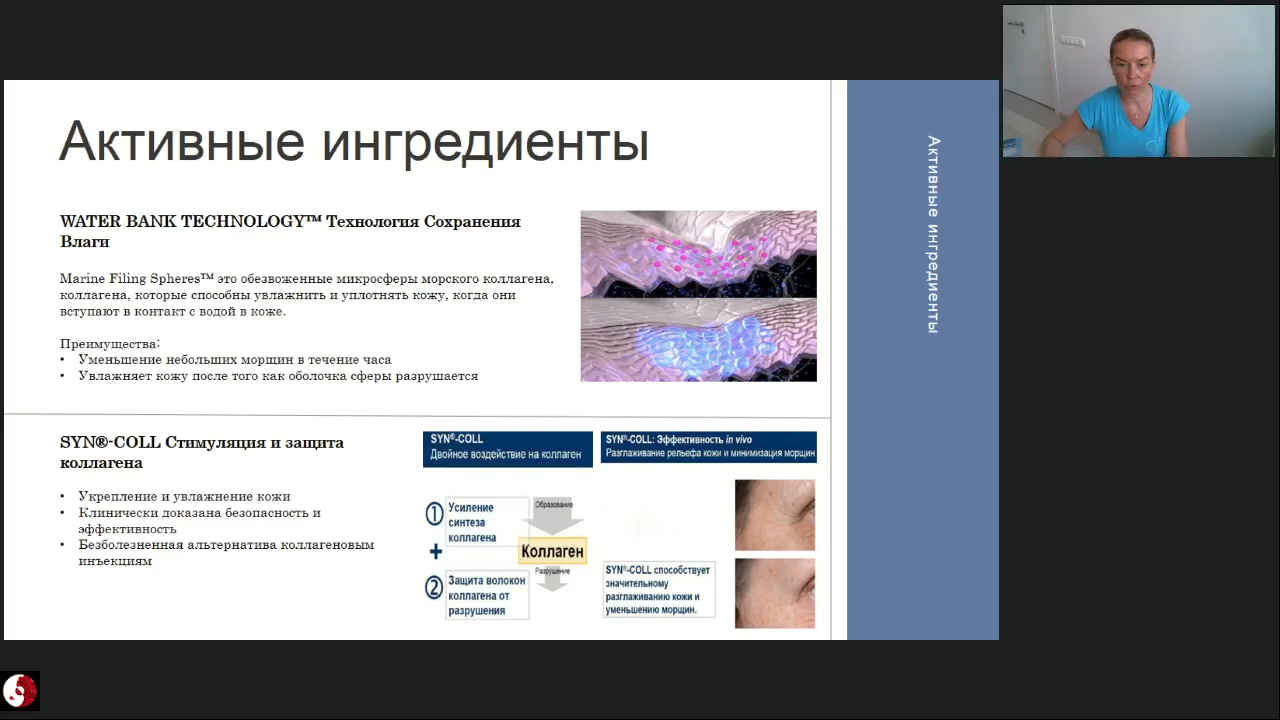 Активные ингредиенты
WATER BANK TECHNOLOGY™ Технология Сохранения
Влаги
Marine Filing Spheres™ это обезвоженные микросферы морского коллагена,
коллагена, которые способны увлажнить и уплотнять кожу, когда они
вступают в контакт с водой в коже.
Преимущества:
• Уменьшение небольших морщин в течение часа
• Увлажняет кожу после того как оболочка сферы разрушается
SYN®-COLL Стимуляция и защита
коллагена
• Укрепление и увлажнение кожи
• Клинически доказана безопасность и
эффективность
• Безболезненная альтернатива коллагеновым
инъекциям
SYN®-COLL
Двойное воздействие на коллаген
① Усиление
синтеза
коллагена
+
② Защита волокон
коллагена от
разрушения
Образование
Коллаген
Разрушение
SYN®-COLL: Эффективность in vivo
Разглаживание рельефа кожи и минимизация морщин
SYN®-COLL способствует
значительному
разглаживанию кожи и
уменьшению морщин.
Активные ингредиенты